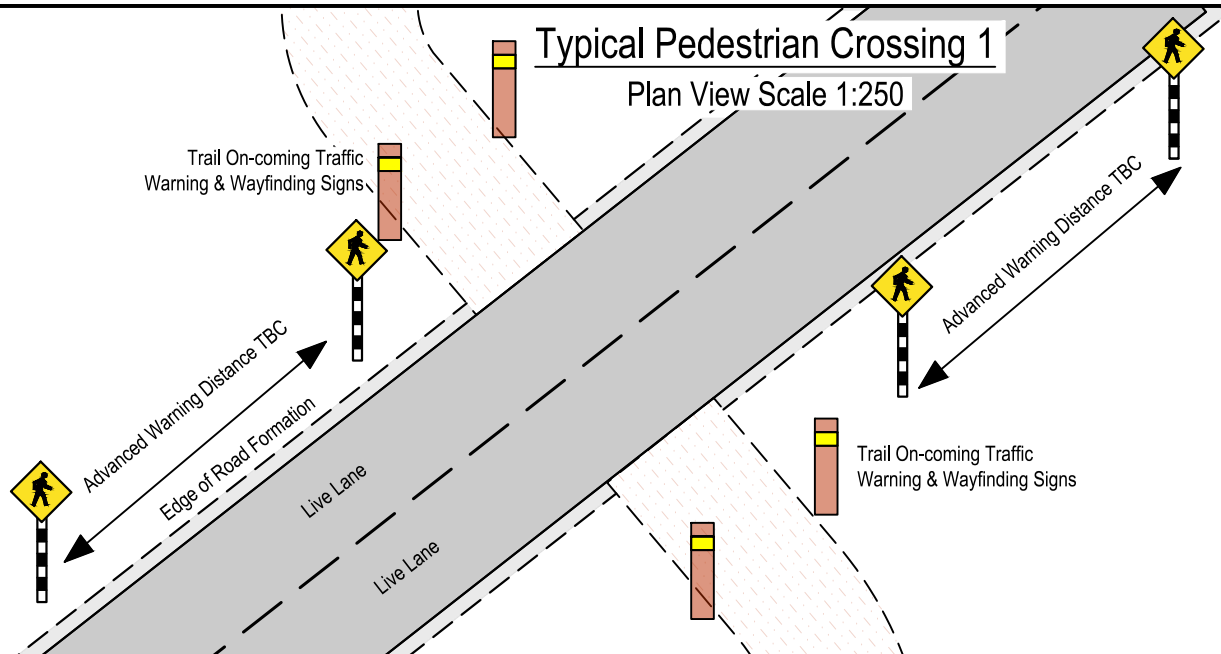 Typical Pedestrian Crossing 1
Plan View Scale 1:250
Trail On-coming Traffic
Warning & Wayfinding Signs
Advanced Warning Distance TBC
Advanced Warning Distance TBC
Edge of Road Formation
Live Lane
Live Lane
Trail On-coming Traffic
Warning & Wayfinding Signs